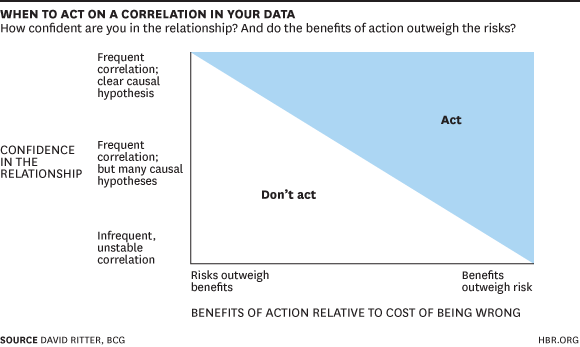 WHEN TO ACT ON A CORRELATION IN YOUR DATA
How confident are you in the relationship? And do the benefits of action outweigh the risks?
Frequent
correlation;
clear causal
hypothesis
Act
CONFIDENCE
IN THE
RELATIONSHIP
Frequent
correlation;
but many causal
hypotheses
Don't act
Infrequent,
unstable
correlation
Risks outweigh
benefits
Benefits
outweigh risk
BENEFITS OF ACTION RELATIVE TO COST OF BEING WRONG
SOURCE DAVID RITTER, BCG
HBR.ORG